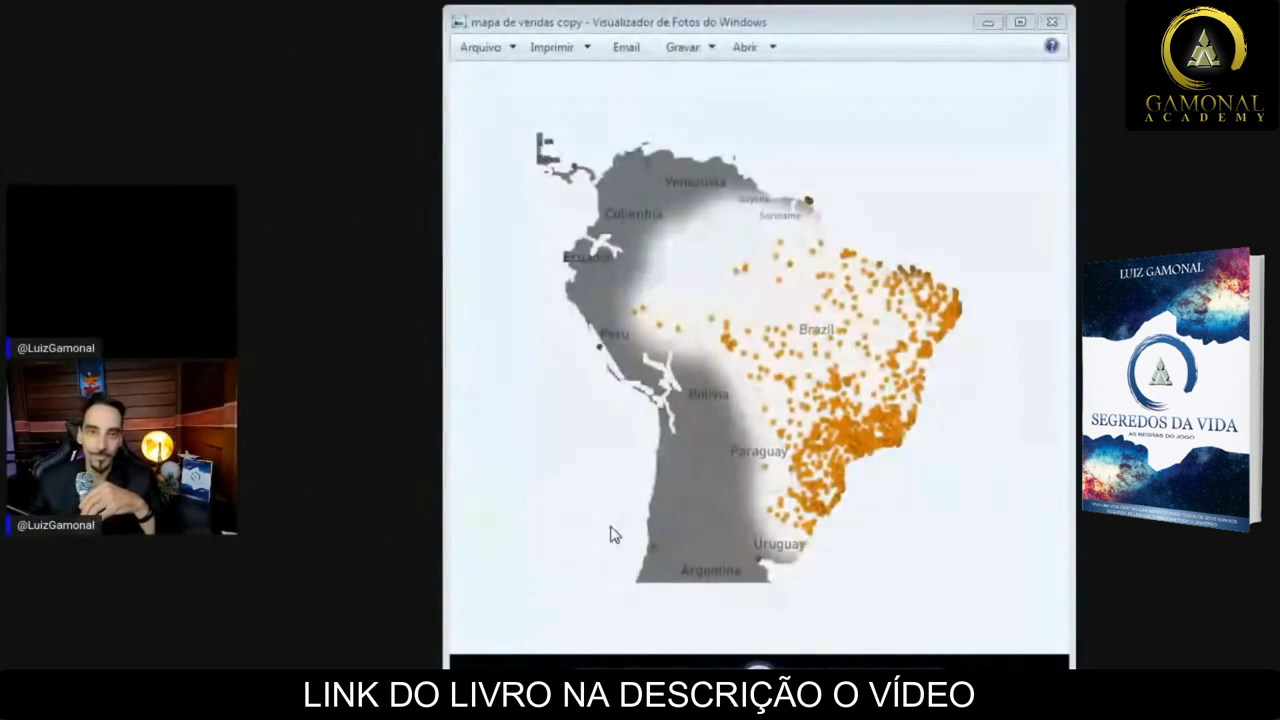 mapa de vendas copy - Visualizador de Fotos do Windows
Arquivo Imprimir Email Gravar Abrir
GAMONAL
ACADEMY
Venezuela
Guyana
Suriname
Colombia
Ecuador
Peru
Brazil
Bolivia
Paraguay
Uruguay
Argentina
@LuizGamonal
@LuizGamonal
LUIZ GAMONAL
SEGREDOS DA VIDA
AS REGRAS DO JOGO
LINK DO LIVRO NA DESCRIÇÃO O VÍDEO